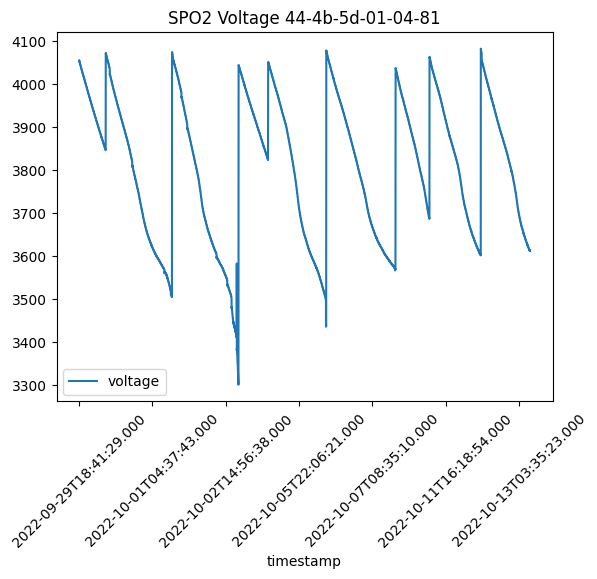 SPO2 Voltage 44-4b-5d-01-04-81
4100
4000
3900
3800
3700
3600
3500
3400
3300
voltage
2022-09-29T18:41:29.000
2022-10-01T04:37:43.000
2022-10-02T14:56:38.000
2022-10-05T22:06:21.000
2022-10-07T08:35:10.000
2022-10-11T16:18:54.000
2022-10-13T03:35:23.000
timestamp